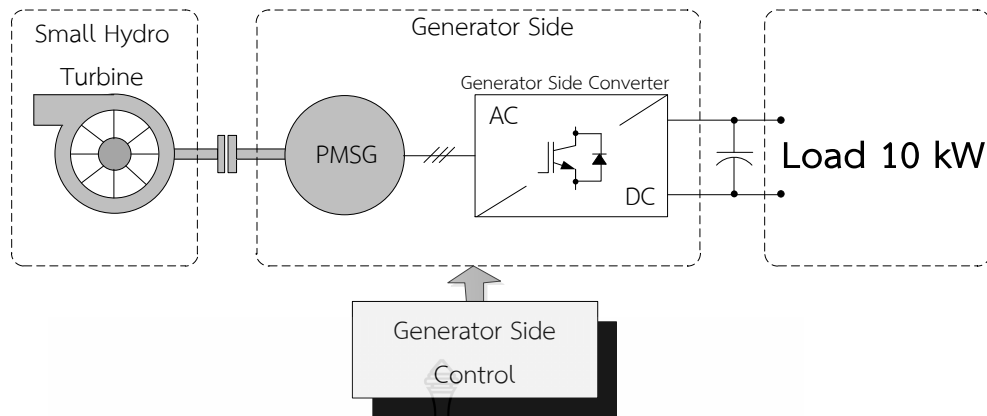 Small Hydro
Turbine
Generator Side
Generator Side Converter
AC
PMSG
DC
Load 10 kW
Generator Side
Control